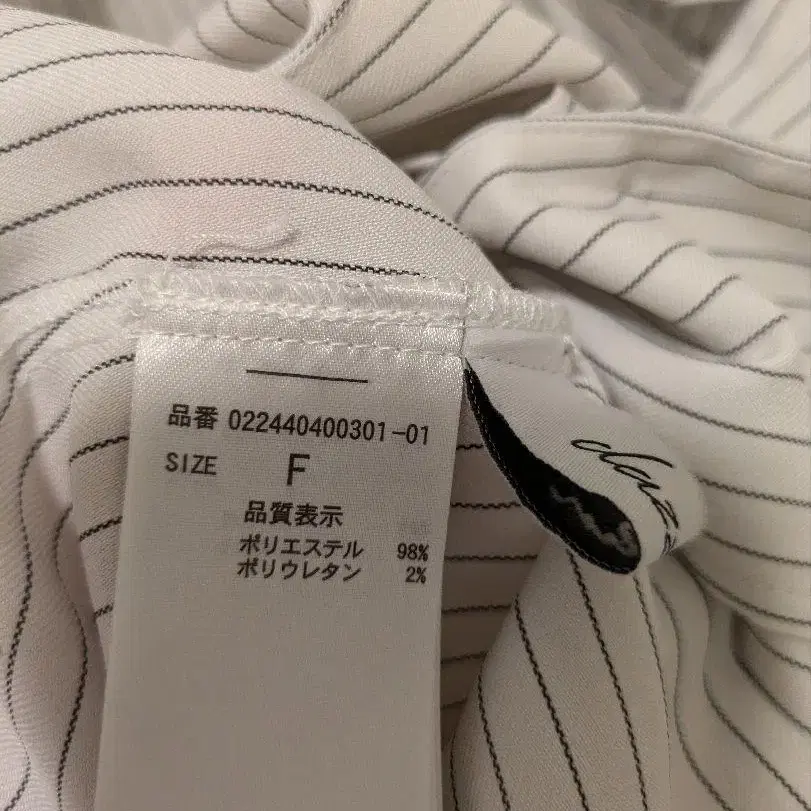 品番 022440400301-01
SIZE F
品質表示
ポリエステル 98%
ポリウレタン 2%